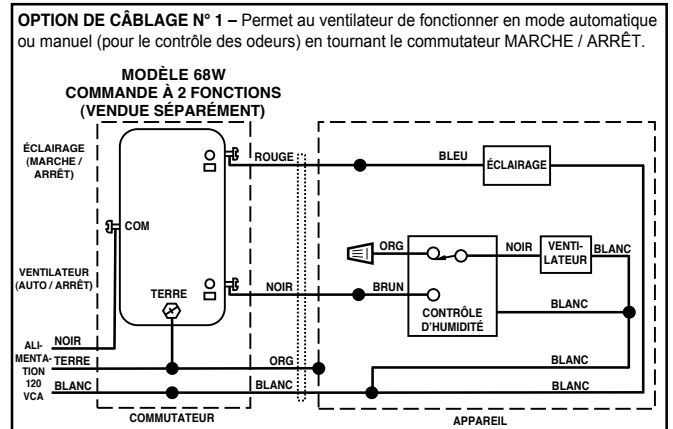 OPTION DE CÂBLAGE N° 1 – Permet au ventilateur de fonctionner en mode automatique
ou manuel (pour le contrôle des odeurs) en tournant le commutateur MARCHE / ARRÊT.
MODÈLE 68W
COMMANDE À 2 FONCTIONS
(VENDUE SÉPARÉMENT)
ÉCLAIRAGE
(MARCHE /
ARRÊT)
ROUGE
BLEU
ÉCLAIRAGE
COM
ORG
NOIR
VENTI-
LATEUR
BLANC
VENTILATEUR
(AUTO / ARRÊT)
TERRE
NOIR
BRUN
CONTRÔLE
D'HUMIDITÉ
BLANC
ALI-
MENTA-
TION
120
VCA
NOIR
TERRE
ORG
BLANC
BLANC
BLANC
BLANC
COMMUTATEUR
APPAREIL